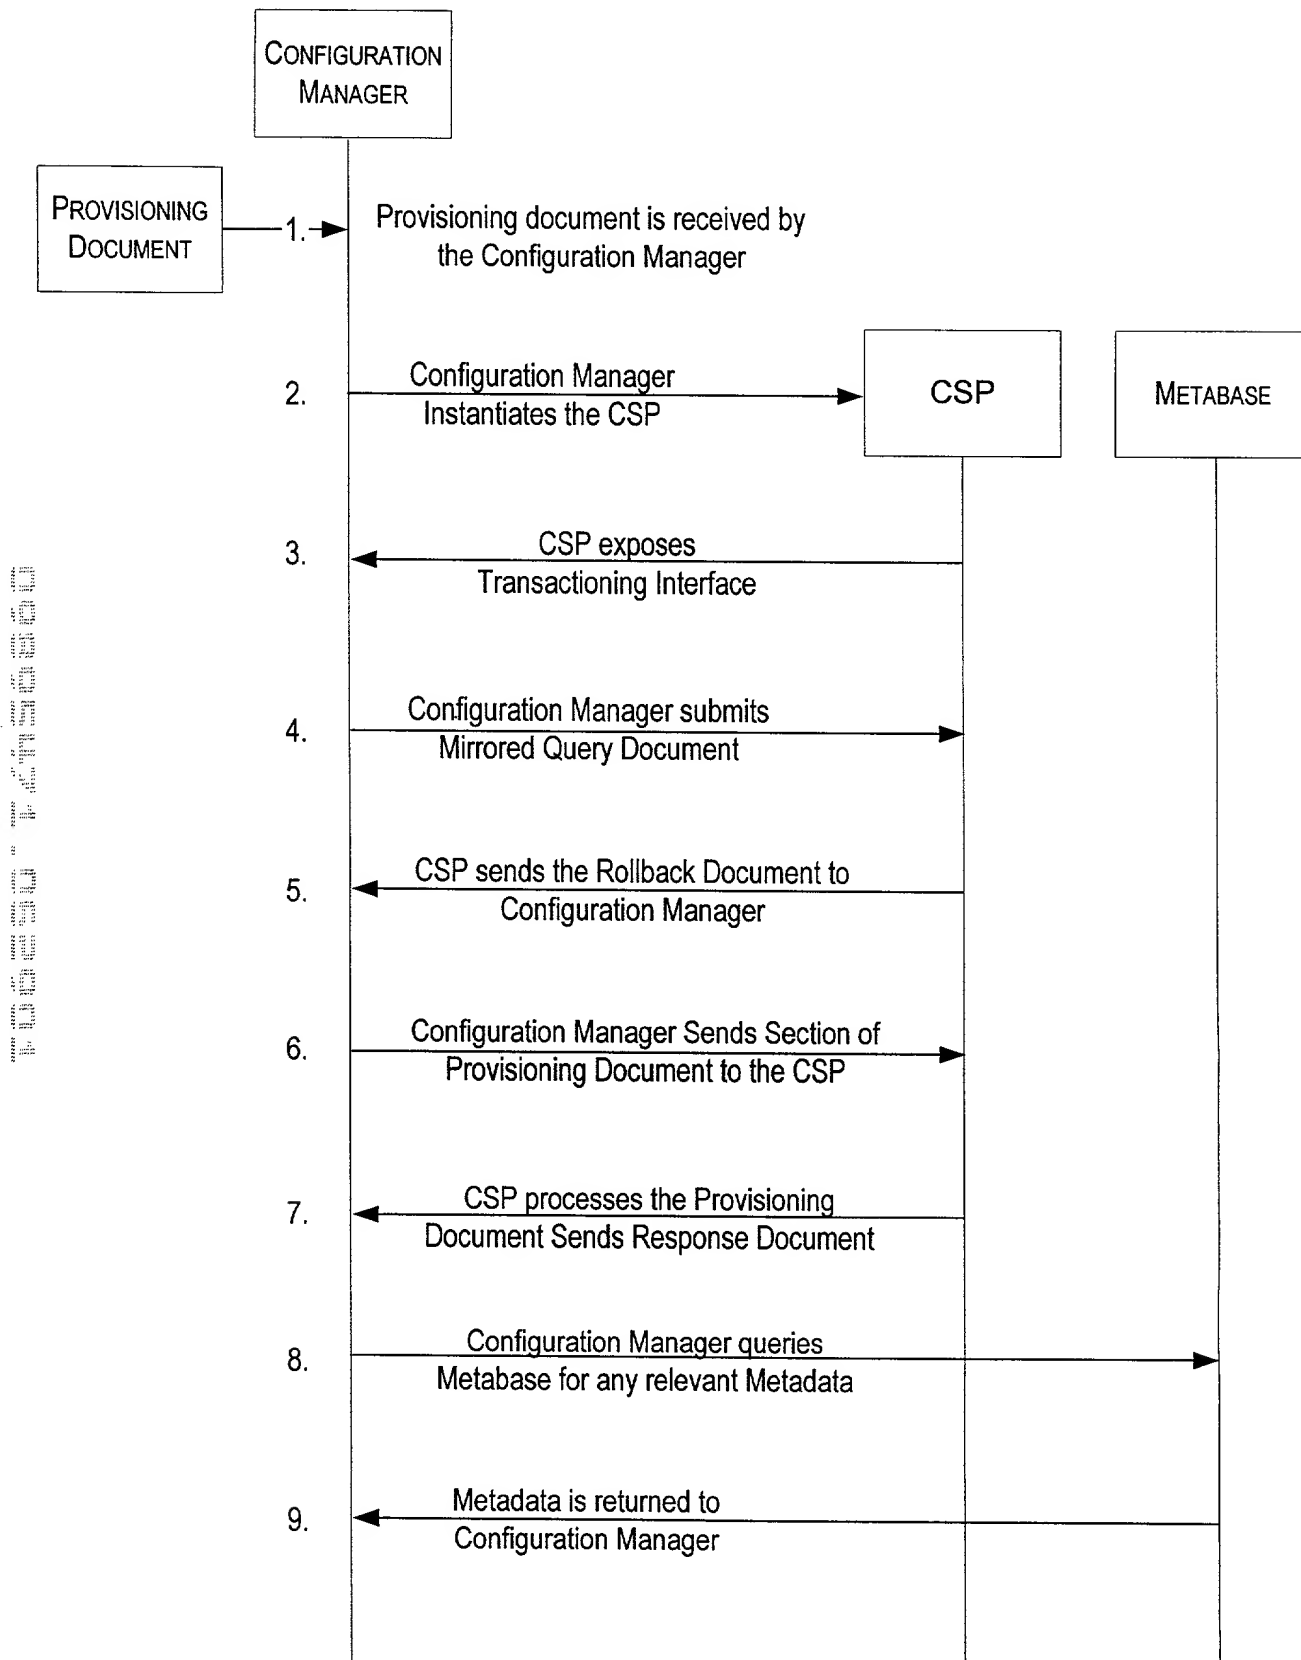 CONFIGURATION
MANAGER
PROVISIONING
DOCUMENT
1.
Provisioning document is received by
the Configuration Manager
2.
Configuration Manager
Instantiates the CSP
CSP
METABASE
3.
CSP exposes
Transactioning Interface
4.
Configuration Manager submits
Mirrored Query Document
5.
CSP sends the Rollback Document to
Configuration Manager
6.
Configuration Manager Sends Section of
Provisioning Document to the CSP
7.
CSP processes the Provisioning
Document Sends Response Document
8.
Configuration Manager queries
Metabase for any relevant Metadata
9.
Metadata is returned to
Configuration Manager